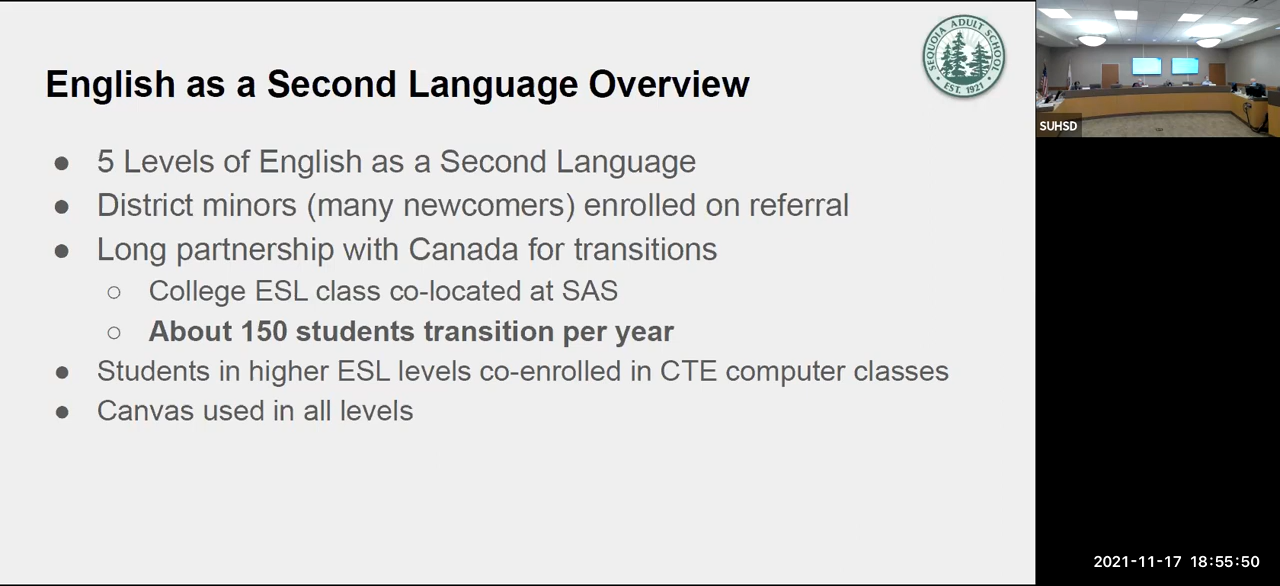 SEQUOIA ADULT SCHOOL
EST. 1921
English as a Second Language Overview
● 5 Levels of English as a Second Language
● District minors (many newcomers) enrolled on referral
● Long partnership with Canada for transitions
○ College ESL class co-located at SAS
○ About 150 students transition per year
● Students in higher ESL levels co-enrolled in CTE computer classes
● Canvas used in all levels
SUHSD
2021-11-17 18:55:50